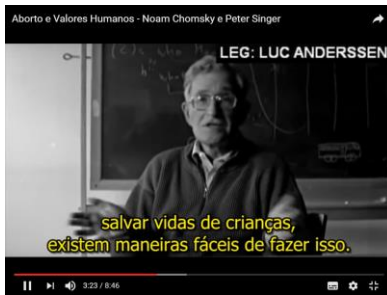 Aborto e Valores Humanos - Noam Chomsky e Peter Singer
LEG: LUC ANDERSSEN
salvar vidas de crianças,
existem maneiras fáceis de fazer isso.
3:23 / 8:46